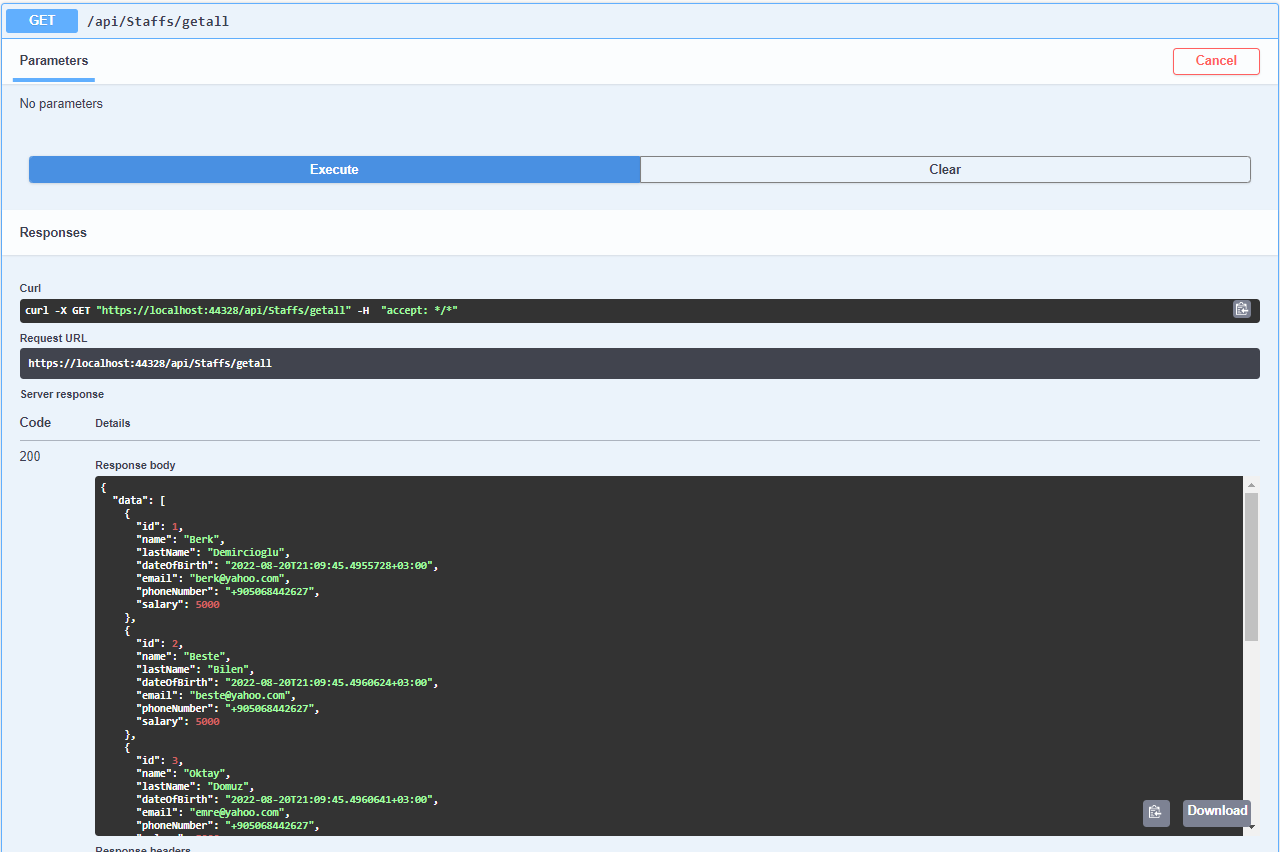 GET /api/Staffs/getall
Parameters
Cancel
No parameters
Execute
Clear
Responses
Curl
curl -X GET "https://localhost:44328/api/Staffs/getall" -H  "accept: */*"
Request URL
https://localhost:44328/api/Staffs/getall
Server response
Code
Details
200
Response body
{
  "data": [
    {
      "id": 1,
      "name": "Berk",
      "lastName": "Demircioglu",
      "dateOfBirth": "2022-08-20T21:09:45.4955728+03:00",
      "email": "berk@yahoo.com",
      "phoneNumber": "+905068442627",
      "salary": 5000
    },
    {
      "id": 2,
      "name": "Beste",
      "lastName": "Bilen",
      "dateOfBirth": "2022-08-20T21:09:45.4960624+03:00",
      "email": "beste@yahoo.com",
      "phoneNumber": "+905068442627",
      "salary": 5000
    },
    {
      "id": 3,
      "name": "Oktay",
      "lastName": "Domuz",
      "dateOfBirth": "2022-08-20T21:09:45.4960641+03:00",
      "email": "emre@yahoo.com",
      "phoneNumber": "+905068442627",
Download
Response headers